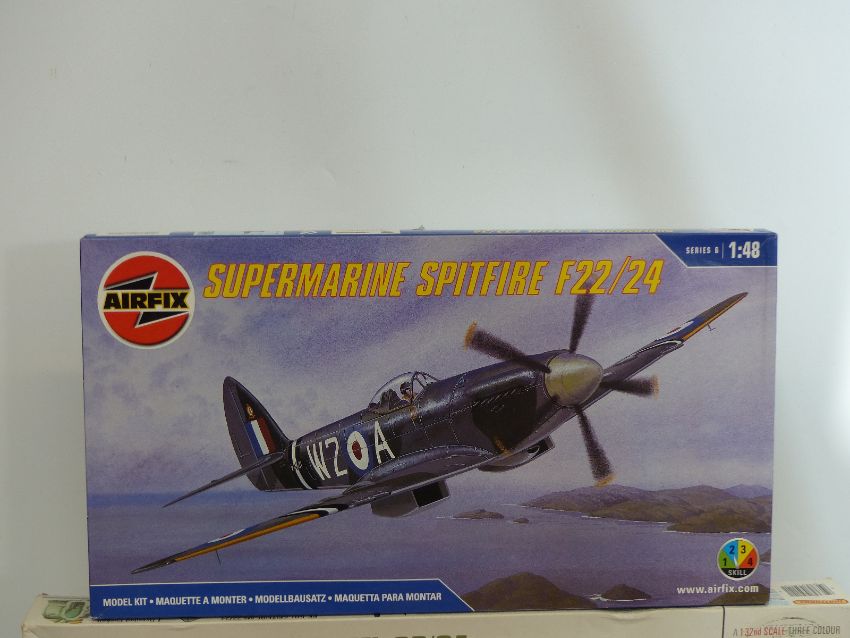 SERIES 6 1:48
AIRFIX
SUPERMARINE SPITFIRE F22/24
WZ A
2 3
1 4
SKILL
www.airfix.com
MODEL KIT • MAQUETTE A MONTER • MODELLBAUSATZ • MAQUETTA PARA MONTAR
A 1:32nd SCALE THREE COLOUR